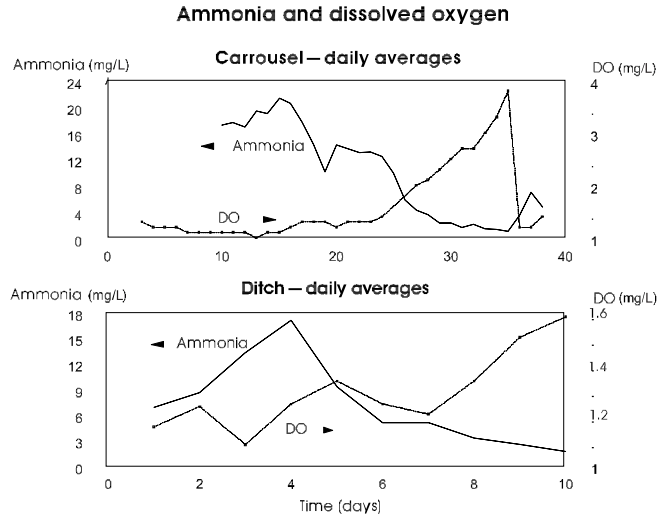 Ammonia and dissolved oxygen
Carrousel – daily averages
Ammonia (mg/L)
DO (mg/L)
24
20
16
12
8
4
0
4
3
2
1
Ammonia
DO
0 10 20 30 40
Ditch – daily averages
Ammonia (mg/L)
DO (mg/L)
18
15
12
9
6
3
0
1.6
1.4
1.2
1
Ammonia
DO
0 2 4 6 8 10
Time (days)